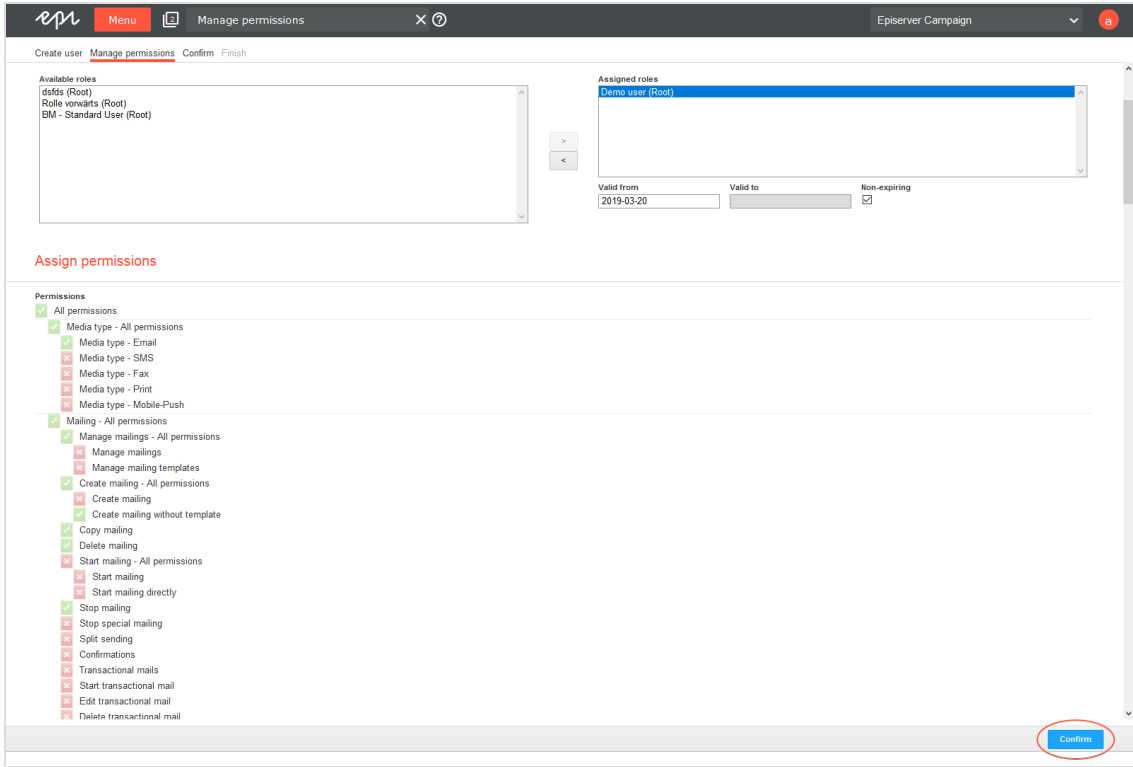 epi Menu 2 Manage permissions Episerver Campaign a
Create user Manage permissions Confirm Finish
Available roles
dsfds (Root)
Rolle vorwärts (Root)
BM - Standard User (Root)
>
<
Assigned roles
Demo user (Root)
Valid from Valid to Non-expiring
2019-03-20
Assign permissions
Permissions
All permissions
Media type - All permissions
Media type - Email
Media type - SMS
Media type - Fax
Media type - Print
Media type - Mobile-Push
Mailing - All permissions
Manage mailings - All permissions
Manage mailings
Manage mailing templates
Create mailing - All permissions
Create mailing
Create mailing without template
Copy mailing
Delete mailing
Start mailing - All permissions
Start mailing
Start mailing directly
Stop mailing
Stop special mailing
Split sending
Confirmations
Transactional mails
Start transactional mail
Edit transactional mail
Delete transactional mail
Confirm